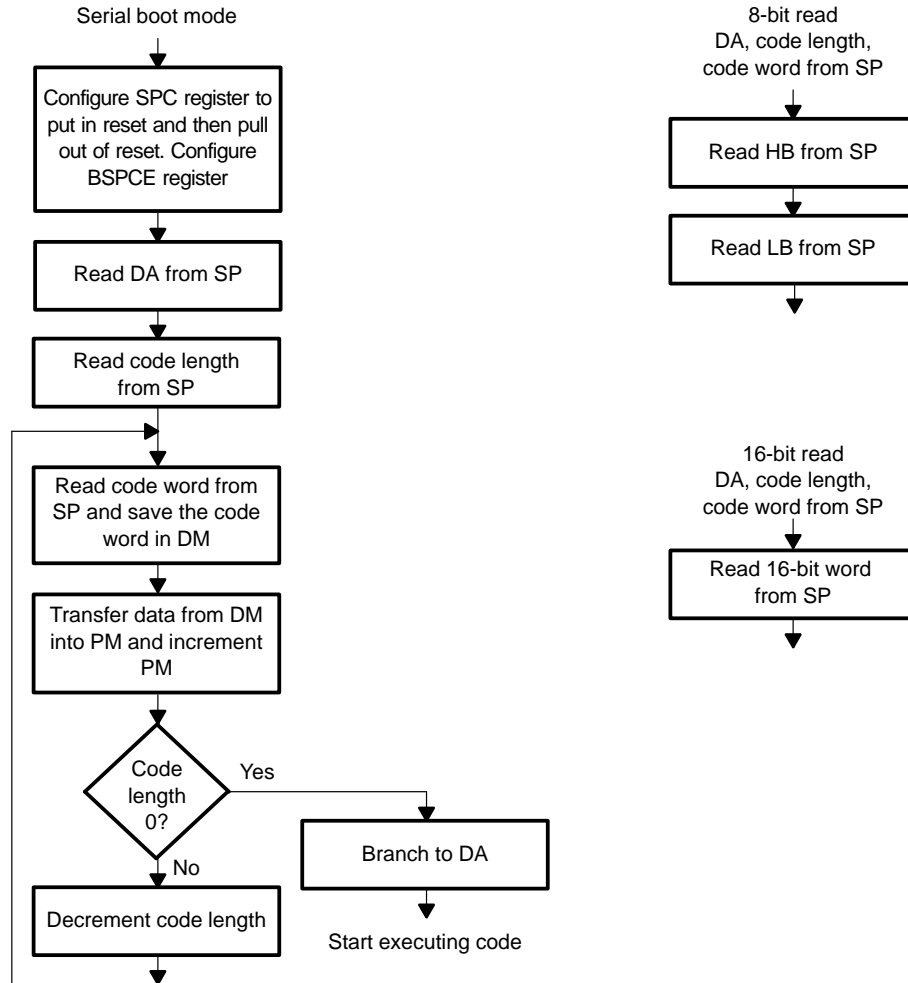 Serial boot mode
Configure SPC register to
put in reset and then pull
out of reset. Configure
BSPCE register
Read DA from SP
Read code length
from SP
Read code word from
SP and save the code
word in DM
Transfer data from DM
into PM and increment
PM
Code
length
0?
Yes
No
Branch to DA
Decrement code length
Start executing code
8-bit read
DA, code length,
code word from SP
Read HB from SP
Read LB from SP
16-bit read
DA, code length,
code word from SP
Read 16-bit word
from SP